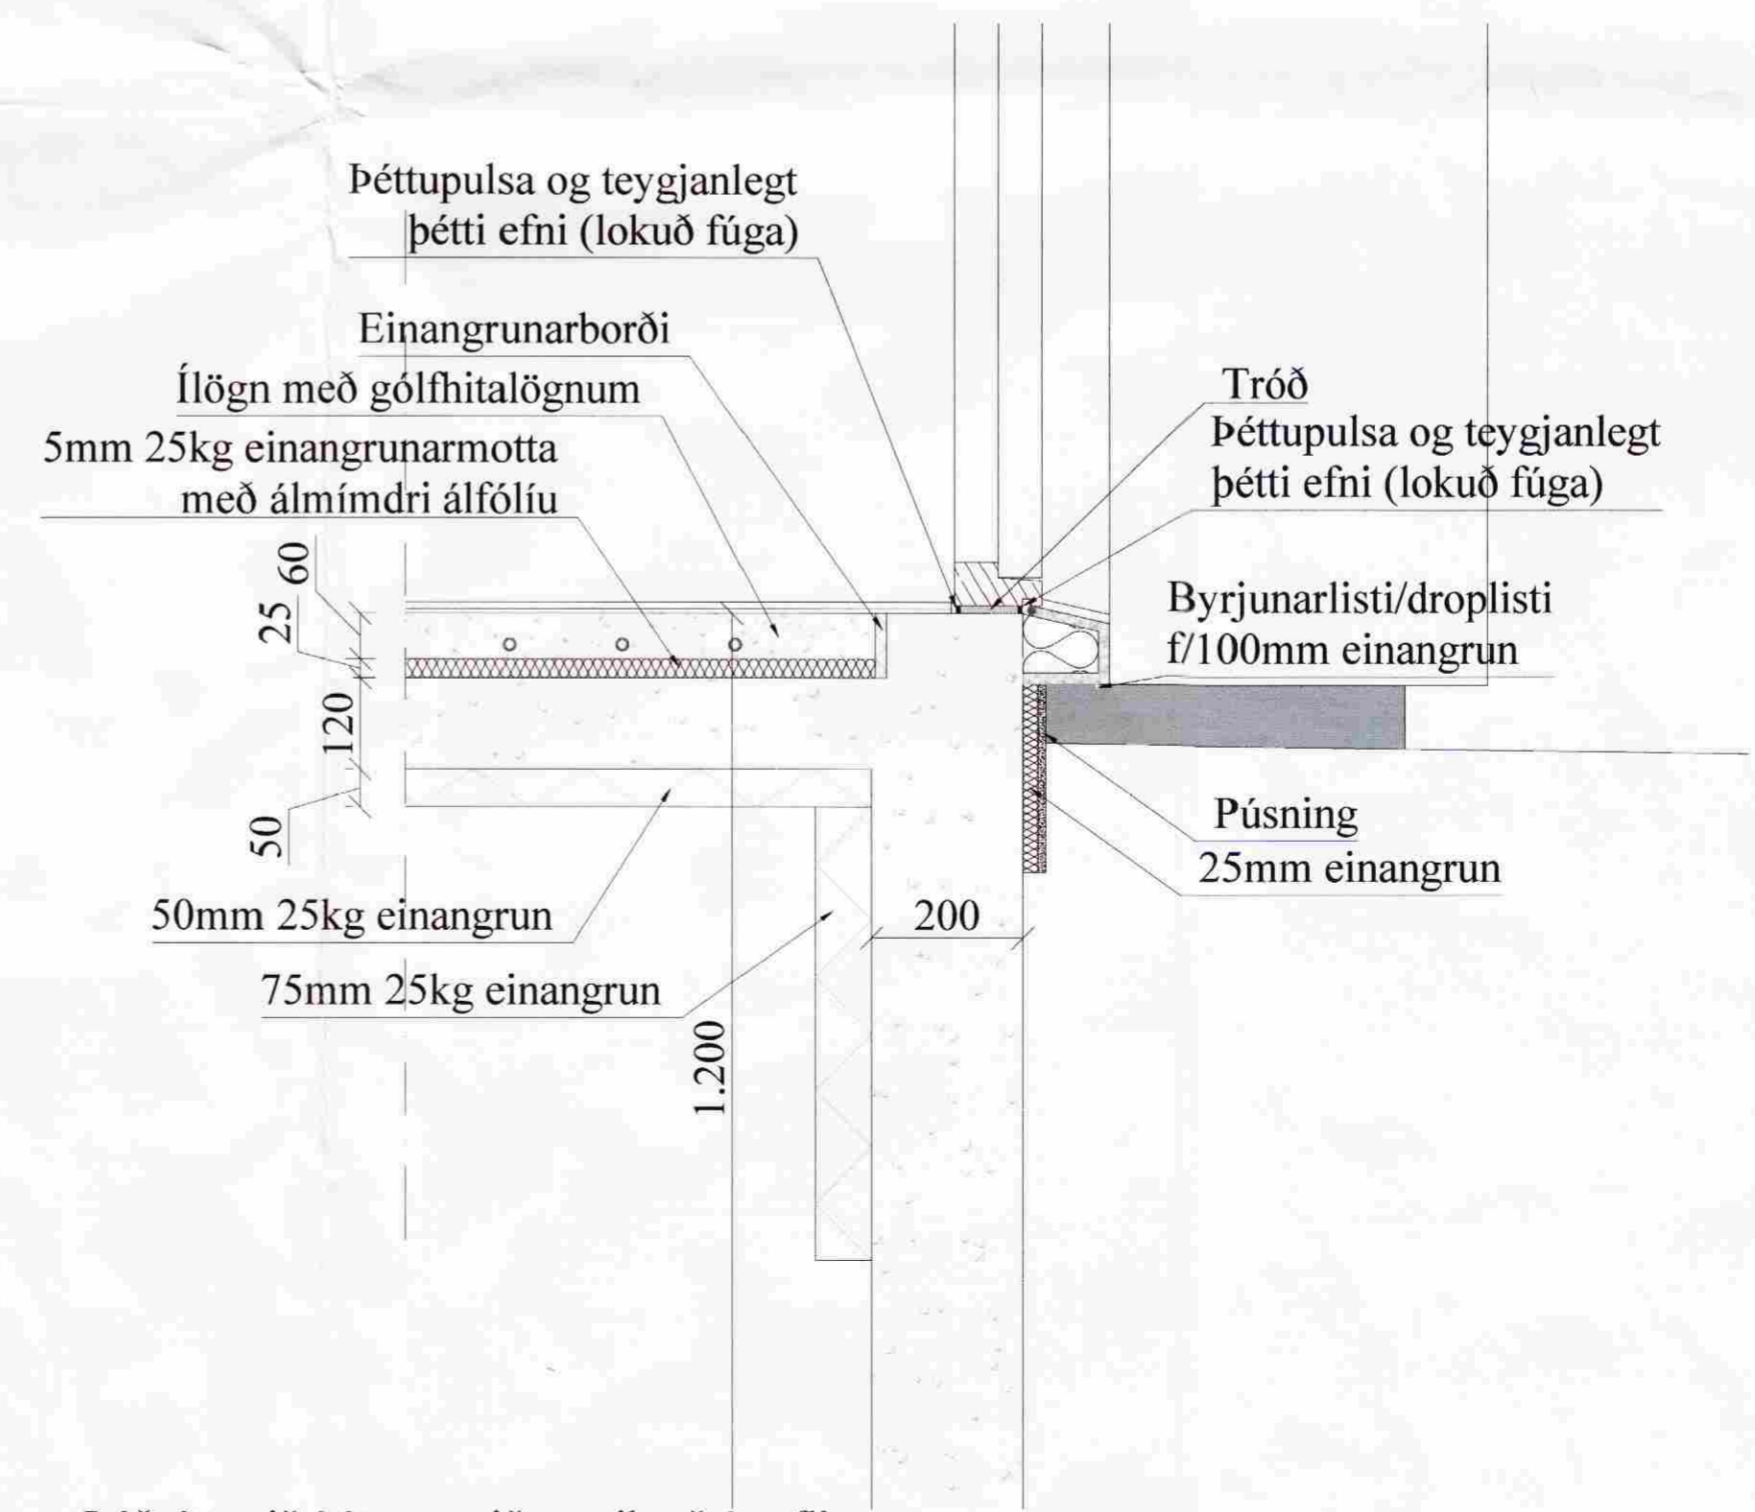 Þéttupulsa og teygjanlegt
þétti efni (lokuð fúga)
Einangrunarborði
Ílögn með gólfhitalögnum
5mm 25kg einangrunarmotta
með álmímdri álfólíu
60
25
120
50
50mm 25kg einangrun
75mm 25kg einangrun
1.200
200
Tróð
Þéttupulsa og teygjanlegt
þétti efni (lokuð fúga)
Byrjunarlisti/droplisti
f/100mm einangrun
Púsning
25mm einangrun